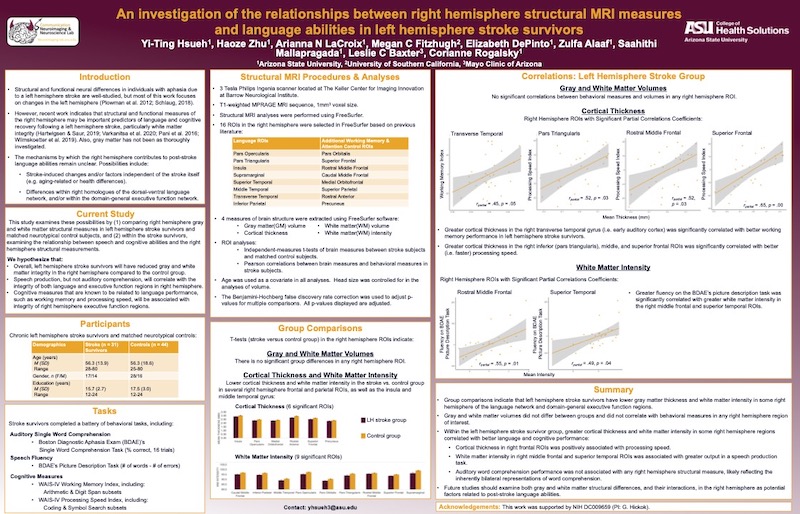 An investigation of the relationships between right hemisphere structural MRI measures
and language abilities in left hemisphere stroke survivors
Yi-Ting Hsueh1, Haoze Zhu1, Arianna N LaCroix1, Megan C Fitzhugh2, Elizabeth DePinto1, Zulfa Alaaf1, Saahithi
Mallapragada1, Leslie C Baxter3, Corianne Rogalsky1
1Arizona State University, 2University of Southern California, 3Mayo Clinic of Arizona
Communication
Neuroimaging &
Neuroscience Lab
ASU College of
Health Solutions
Arizona State University
Introduction
• Structural and functional neural differences in individuals with aphasia due
to a left hemisphere stroke are well-studied, but most of this work focuses
on changes in the left hemisphere (Plowman et al. 2012; Schlaug, 2018).
• However, recent work indicates that structural and functional measures of
the right hemisphere may be important predictors of language and cognitive
recovery following a left hemisphere stroke, particularly white matter
integrity (Hartwigsen & Saur, 2019; Varkanitsa et al. 2020; Pani et al. 2016;
Wilmskoetter et al. 2019). Also, gray matter has not been as thoroughly
investigated.
• The mechanisms by which the right hemisphere contributes to post-stroke
language abilities remain unclear. Possibilities include:
• Stroke-induced changes and/or factors independent of the stroke itself
(e.g. aging-related or health differences).
• Differences within right homologues of the dorsal-ventral language
network, and/or within the domain-general executive function network.
Current Study
This study examines these possibilities by (1) comparing right hemisphere gray
and white matter structural measures in left hemisphere stroke survivors and
matched neurotypical control subjects, and (2) within the stroke survivors,
examining the relationship between speech and cognitive abilities and the right
hemisphere structural measures.
We hypothesize that:
• Overall, left hemisphere stroke survivors will have reduced gray and white
matter integrity in the right hemisphere compared to the control group.
• Speech production, but not auditory comprehension, will correlate with the
integrity of both language and executive function regions in right hemisphere.
• Cognitive measures that are known to be related to language performance,
such as working memory and processing speed, will be associated with
integrity of right hemisphere executive function regions.
Participants
Chronic left hemisphere stroke survivors and matched neurotypical controls:
Demographics Stroke (n = 31) Survivors Controls (n = 44)
Age (years)
M (SD) 56.3 (13.9) 56.3 (18.6)
Range 28-80 25-80
Gender, n (F/M) 17/14 28/16
Education (years)
M (SD) 15.7 (2.7) 17.5 (3.0)
Range 12-24 12-24
Tasks
Stroke survivors completed a battery of behavioral tasks, including:
Auditory Single Word Comprehension
• Boston Diagnostic Aphasia Exam (BDAE)'s
Single Word Comprehension Task (% correct, 16 trials)
Speech Fluency
• BDAE's Picture Description Task (# of words - # of errors)
Cognitive Measures
• WAIS-IV Working Memory Index, including:
Arithmetic & Digit Span subsets
• WAIS-IV Processing Speed Index, including:
Coding & Symbol Search subsets
Structural MRI Procedures & Analyses
• 3 Tesla Philips Ingenia scanner located at The Keller Center for Imaging Innovation
at Barrow Neurological Institute.
• T1-weighted MPRAGE MRI sequence, 1mm3 voxel size.
• Structural MRI analyses were performed using FreeSurfer.
• 16 ROIs in the right hemisphere were selected in FreeSurfer based on previous
literature:
Language ROIs Additional Working Memory & Attention Control ROIs
Pars Opercularis Pars Orbitalis
Pars Triangularis Superior Frontal
Insula Rostral Middle Frontal
Supramarginal Caudal Middle Frontal
Superior Temporal Medial Orbitofrontal
Middle Temporal Superior Parietal
Transverse Temporal Rostral Anterior
Inferior Parietal Precuneus
• 4 measures of brain structure were extracted using FreeSurfer software:
• Gray matter(GM) volume • White matter(WM) volume
• Cortical thickness • White matter(WM) intensity
• ROI analyses:
• Independent-measures t-tests of brain measures between stroke subjects
and matched control subjects.
• Pearson correlations between brain measures and behavioral measures in
stroke subjects.
• Age was used as a covariate in all analyses. Head size was controlled for in the
analyses of volume.
• The Benjamin-Hochberg false discovery rate correction was used to adjust p-
values for multiple comparisons. All p-values displayed are adjusted.
Group Comparisons
T-tests (stroke versus control group) in the right hemisphere ROIs indicate:
Gray and White Matter Volumes
There is no significant group differences in any right hemisphere ROI.
Cortical Thickness and White Matter Intensity
Lower cortical thickness and white matter intensity in the stroke vs. control group
in several right hemisphere frontal and parietal ROIs, as well as the insula and
middle temporal gyrus:
Cortical Thickness (6 significant ROIs)
LH stroke group
Control group
White Matter Intensity (9 significant ROIs)
Contact: yhsueh3@asu.edu
Correlations: Left Hemisphere Stroke Group
Gray and White Matter Volumes
No significant correlations between behavioral measures and volumes in any right hemisphere ROI.
Cortical Thickness
Right Hemisphere ROIs with Significant Partial Correlations Coefficients:
Transverse Temporal
Pars Triangularis
Rostral Middle Frontal
Superior Frontal
Working Memory Index
Processing Speed Index
Processing Speed Index
Processing Speed Index
rpartial = .45, p = .05
rpartial = .52, p = .03
rpartial = .52,
p = .03
rpartial = .65, p = .00
Mean Thickness (mm)
• Greater cortical thickness in the right transverse temporal gyrus (i.e. early auditory cortex) was significantly correlated with better working
memory performance in left hemisphere stroke survivors.
• Greater cortical thickness in the right inferior (pars triangularis), middle, and superior frontal ROIs was significantly correlated with better
(i.e. faster) processing speed.
White Matter Intensity
Right Hemisphere ROIs with Significant Partial Correlations Coefficients:
Rostral Middle Frontal
Superior Temporal
Fluency on BDAE
Picture Description Task
Fluency on BDAE
Picture Description Task
rpartial = .55, p = .01
rpartial = .49, p = .04
Mean Intensity
• Greater fluency on the BDAE's picture description task was
significantly correlated with greater white matter intensity in
the right middle frontal and superior temporal ROIs.
Summary
• Group comparisons indicate that left hemisphere stroke survivors have lower gray matter thickness and white matter intensity in some right
hemisphere of the language network and domain-general executive function regions.
• Gray and white matter volumes did not differ between groups and did not correlate with behavioral measures in any right hemisphere region
of interest.
• Within the left hemisphere stroke survivor group, greater cortical thickness and white matter intensity in some right hemisphere regions
correlated with better language and cognitive performance:
• Cortical thickness in right frontal ROIs was positively associated with processing speed.
• White matter intensity in right middle frontal and superior temporal ROIs was associated with greater output in a speech production
task.
• Auditory word comprehension performance was not associated with any right hemisphere structural measure, likely reflecting the
inherently bilateral representations of word comprehension.
• Future studies should examine both gray and white matter structural differences, and their interactions, in the right hemisphere as potential
factors related to post-stroke language abilities.
Acknowledgements: This work was supported by NIH DC009659 (PI: G. Hickok).